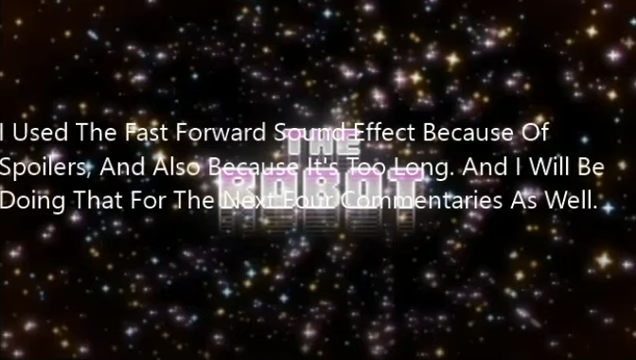 I Used The Fast Forward Sound Effect Because Of
Spoilers, And Also Because It's Too Long. And I Will Be
Doing That For The Next Four Commentaries As Well.
THE
ROBOT